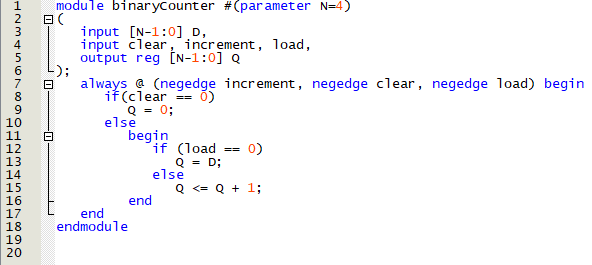 1 module binaryCounter #(parameter N=4)
2 (
3 input [N-1:0] D,
4 input clear, increment, load,
5 output reg [N-1:0] Q
6 );
7 always @ (negedge increment, negedge clear, negedge load) begin
8 if(clear == 0)
9 Q = 0;
10 else
11 begin
12 if (load == 0)
13 Q = D;
14 else
15 Q <= Q + 1;
16 end
17 end
18 endmodule
19
20